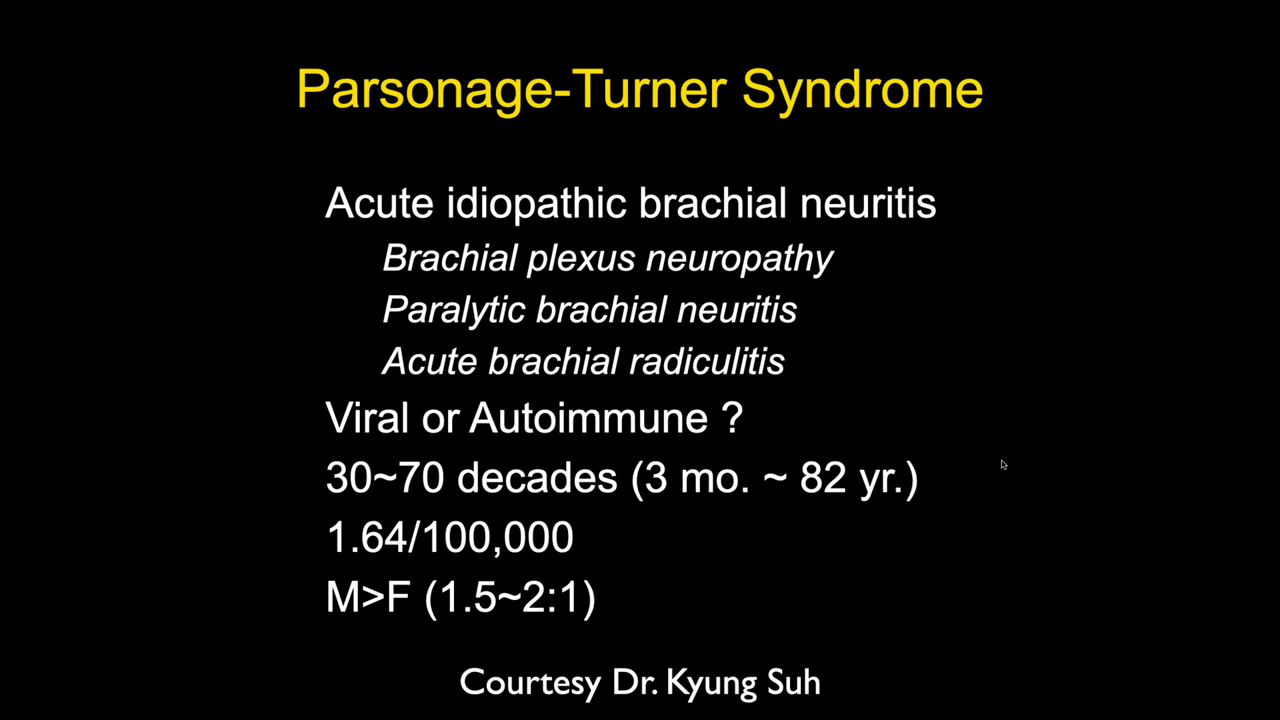 Parsonage-Turner Syndrome
Acute idiopathic brachial neuritis
Brachial plexus neuropathy
Paralytic brachial neuritis
Acute brachial radiculitis
Viral or Autoimmune ?
30~70 decades (3 mo. ~ 82 yr.)
1.64/100,000
M>F (1.5~2:1)
Courtesy Dr. Kyung Suh